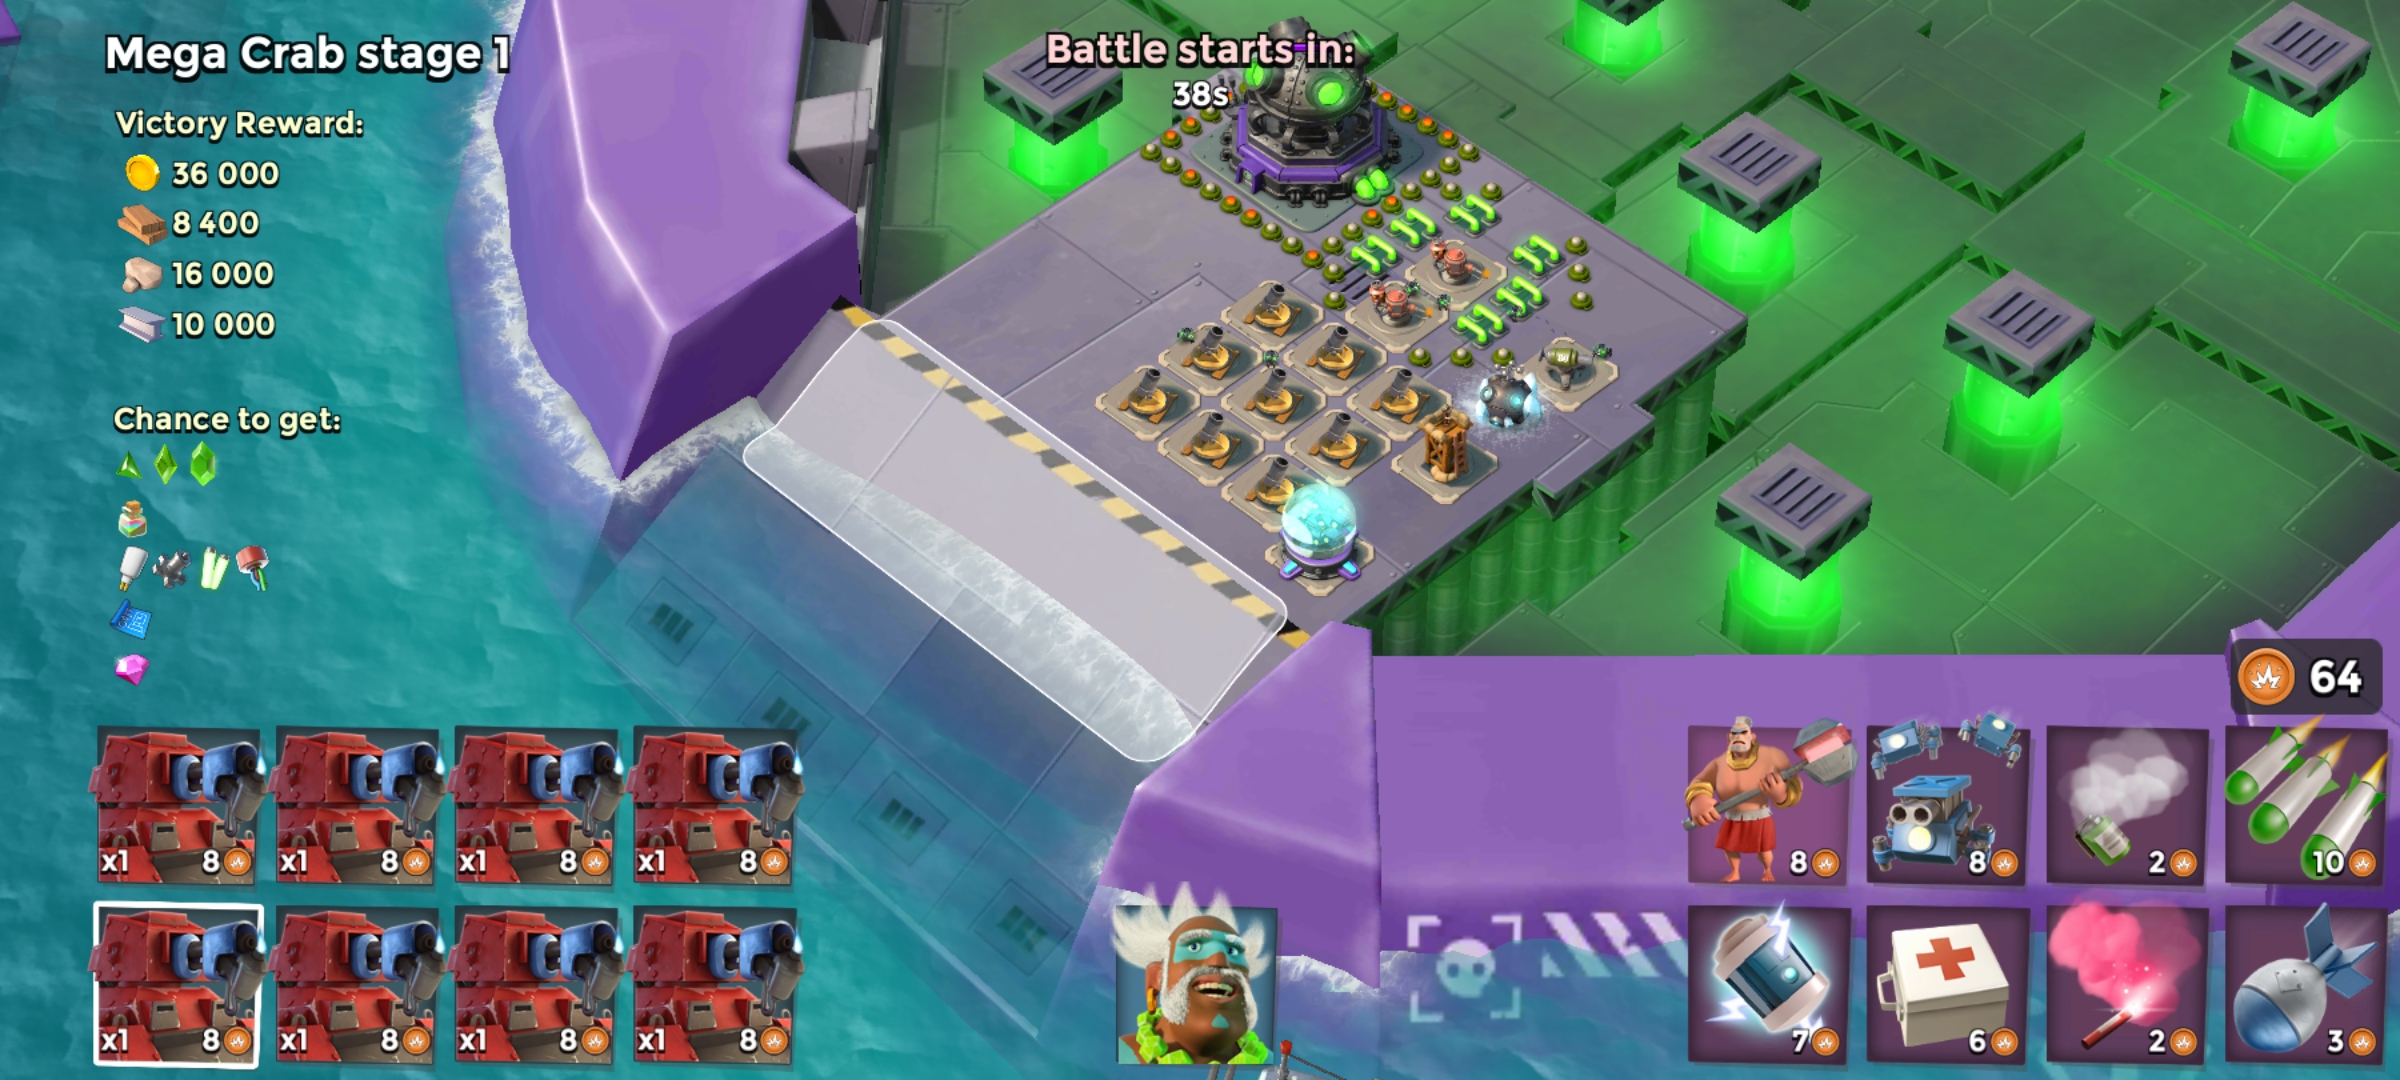 Mega Crab stage 1
Battle starts in:
38s
Victory Reward:
36 000
8 400
16 000
10 000
Chance to get:
64
x1 8
x1 8
x1 8
x1 8
8
8
2
10
x1 8
x1 8
x1 8
x1 8
7
6
2
3